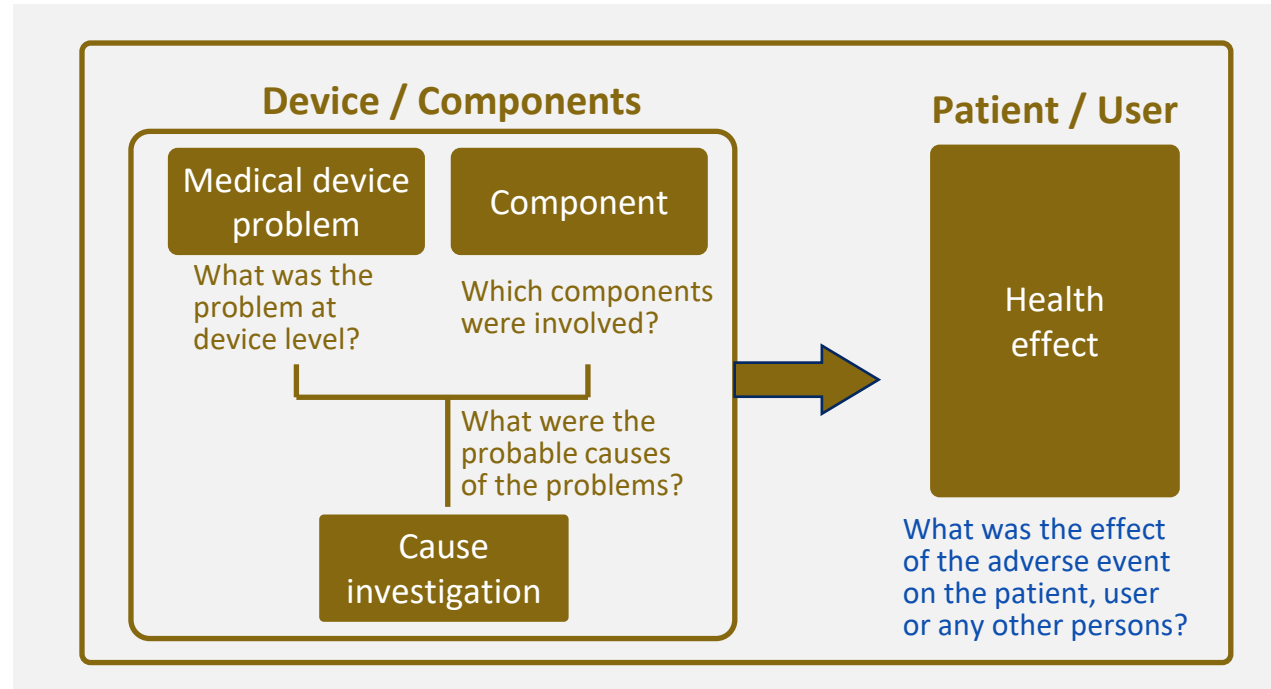 Device / Components
Medical device
problem
What was the
problem at
device level?
Component
Which components
were involved?
What were the
probable causes
of the problems?
Cause
investigation
Patient / User
Health
effect
What was the effect
of the adverse event
on the patient, user
or any other persons?